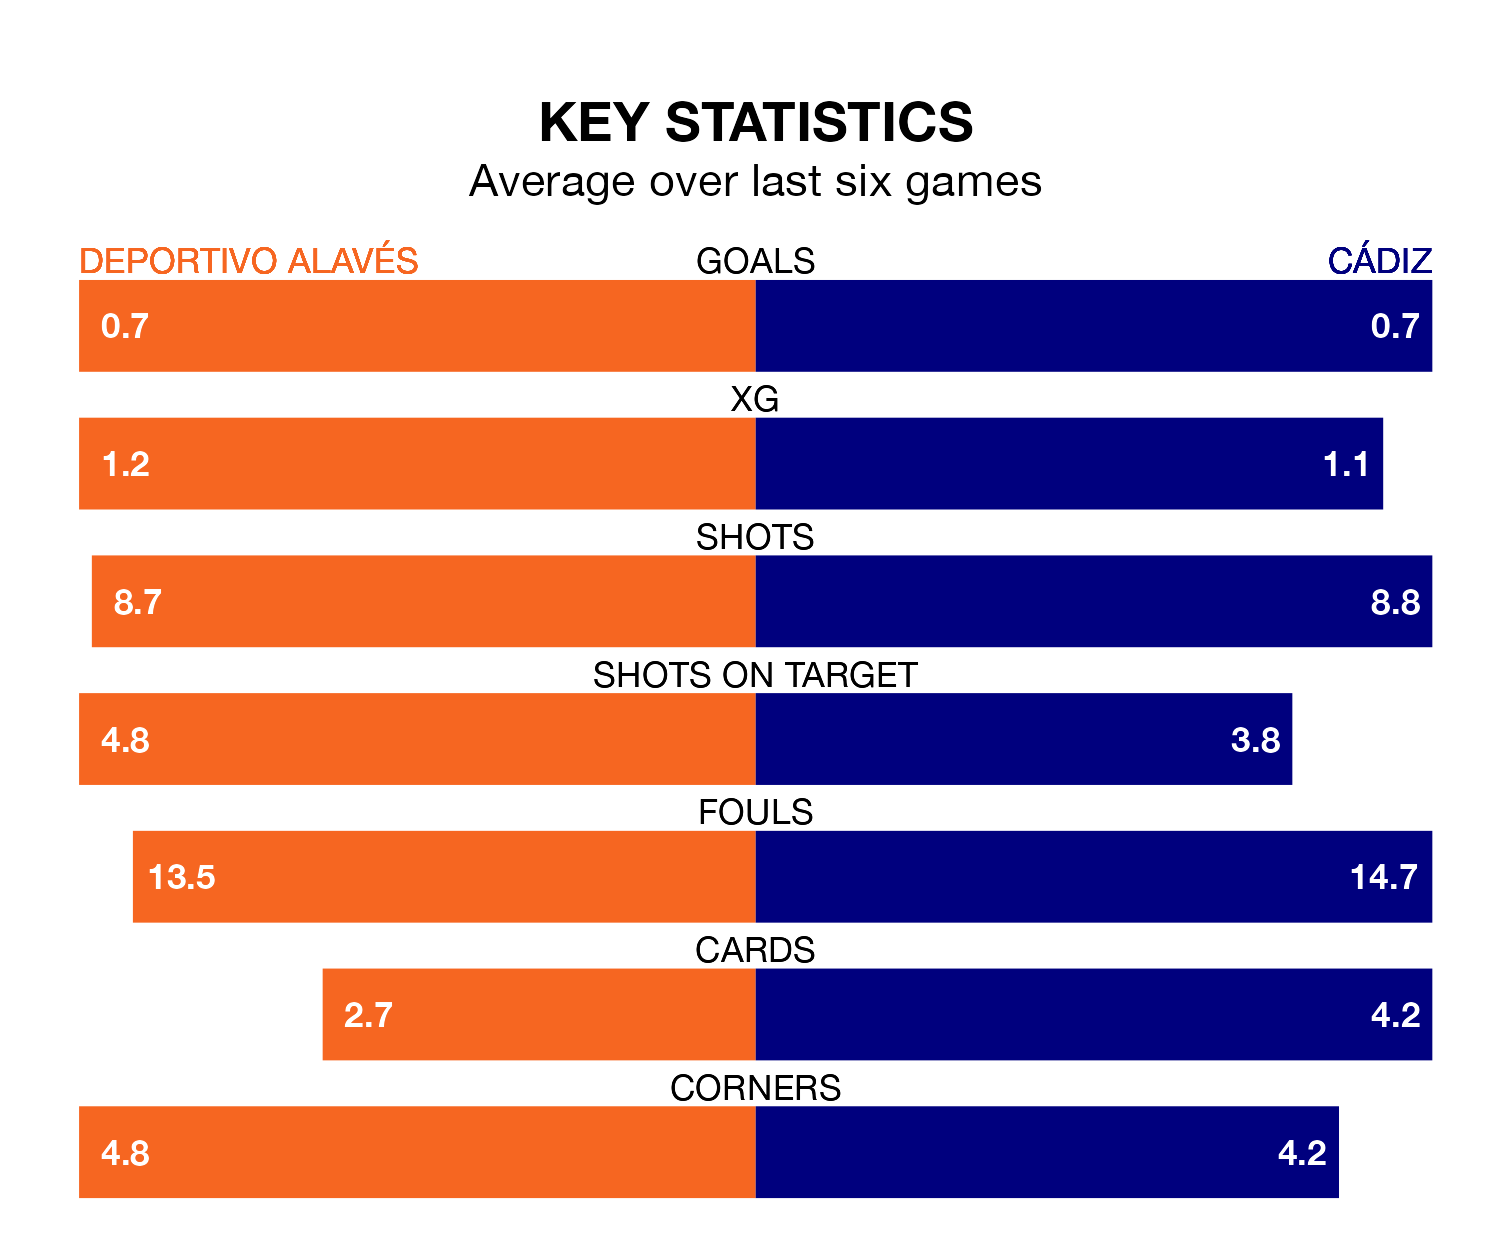 KEY STATISTICS
Average over last six games
DEPORTIVO ALAVÉS GOALS CÁDIZ
0.7 0.7
XG
1.2 1.1
SHOTS
8.7 8.8
SHOTS ON TARGET
4.8 3.8
FOULS
13.5 14.7
CARDS
2.7 4.2
CORNERS
4.8 4.2